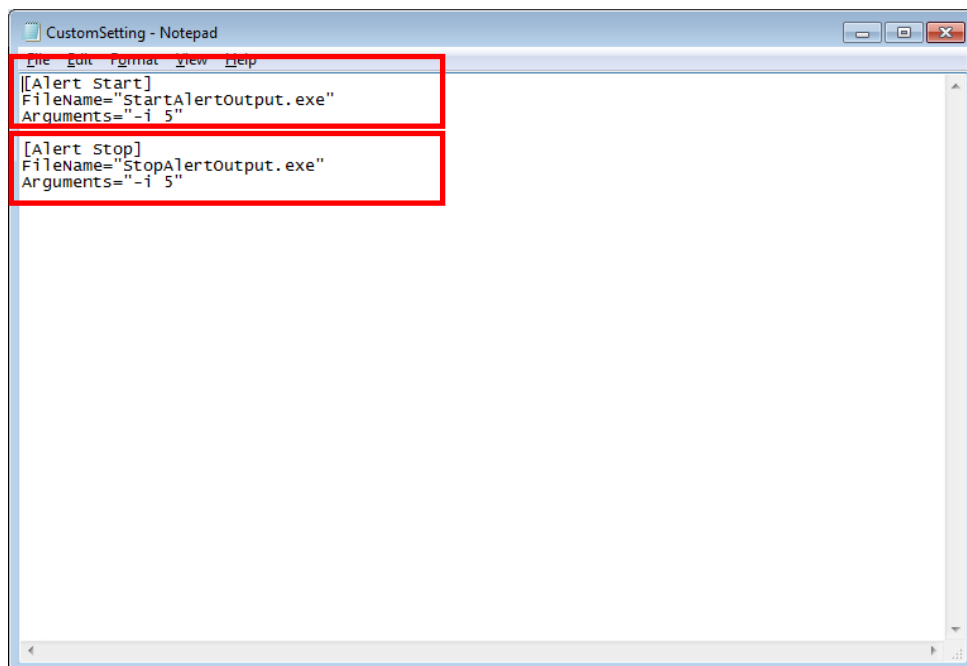 CustomSetting - Notepad
File Edit Format View Help
[Alert Start]
FileName="StartAlertOutput.exe"
Arguments="-i 5"
[Alert Stop]
FileName="StopAlertOutput.exe"
Arguments="-i 5"